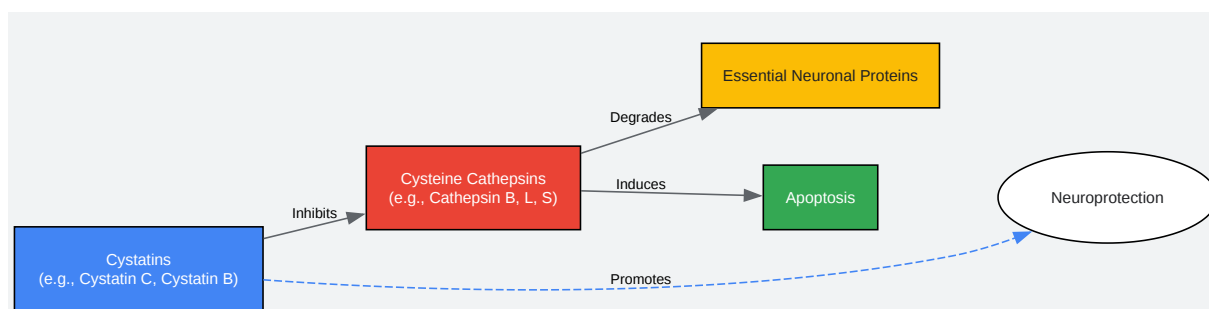 Essential Neuronal Proteins
Degrades
Cysteine Cathepsins
(e.g., Cathepsin B, L, S)
Induces
Apoptosis
Neuroprotection
Inhibits
Cystatins
(e.g., Cystatin C, Cystatin B)
Promotes